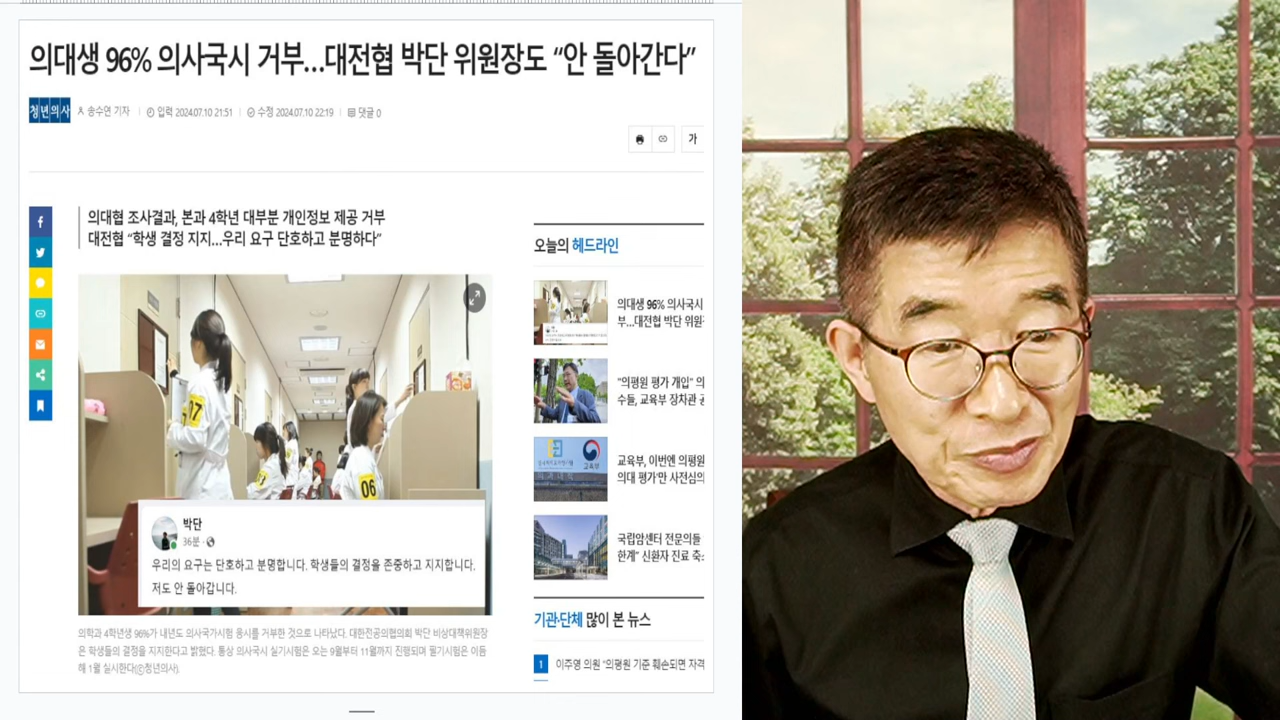 의대생 96% 의사국시 거부...대전협 박단 위원장도 “안 돌아간다”
청년의사 송수연 기자 입력 2024.07.10 21:51 수정 2024.07.10 22:19 댓글 0
가
의대협 조사결과, 본과 4학년 대부분 개인정보 제공 거부
대전협 “학생 결정 지지...우리 요구 단호하고 분명하다”
07
06
박단
36분 ·
우리의 요구는 단호하고 분명합니다. 학생들의 결정을 존중하고 지지합니다.
저도 안 돌아갑니다.
의학과 4학년생 96%가 내년도 의사국가시험 응시를 거부한 것으로 나타났다. 대한전공의협의회 박단 비상대책위원장
은 학생들의 결정을 지지한다고 밝혔다. 통상 의사국시 실기시험은 오는 9월부터 11월까지 진행되며 필기시험은 이듬
해 1월 실시한다(ⓒ청년의사).
오늘의 헤드라인
의대생 96% 의사국시
부...대전협 박단 위원
“의평원 평가 개입” 의
수들, 교육부 장차관 공
교육부
교육부, 이번엔 의평원
의대 평가'만 사전심의
국립암센터 전문의들
한계” 신환자 진료 축소
기관·단체 많이 본 뉴스
1 이주영 의원 “의평원 기준 훼손되면 자격